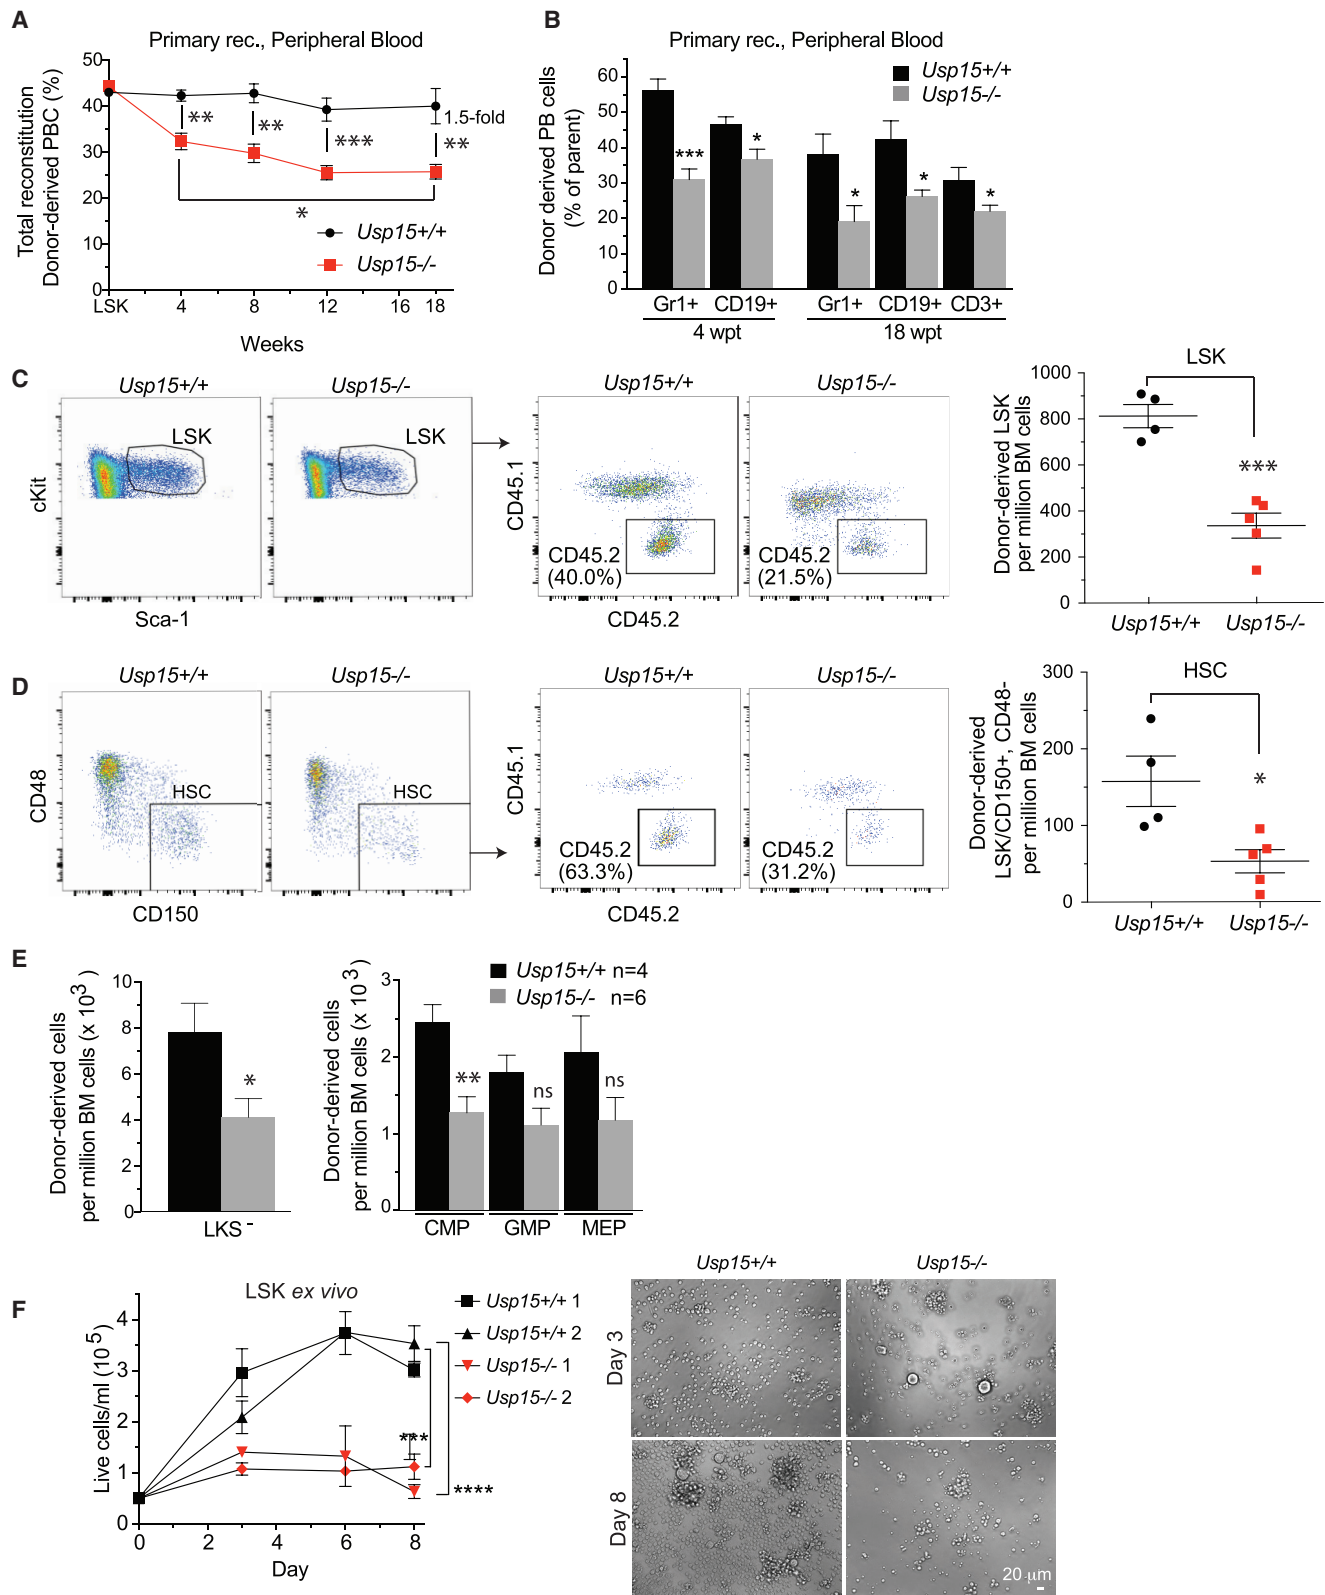 A
Primary rec., Peripheral Blood
Total reconstitution
Donor-derived PBC (%)
50
40
30
20
10
0
**
**
***
1.5-fold
**
*
Usp15+/+
Usp15-/-
LSK 4 8 12 16 18
Weeks
B
Primary rec., Peripheral Blood
Usp15+/+
Usp15-/-
Donor derived PB cells
(% of parent)
60
50
40
30
20
10
0
***
*
*
*
*
Gr1+ CD19+ Gr1+ CD19+ CD3+
4 wpt 18 wpt
C
Usp15+/+ Usp15-/-
LSK LSK
cKit
Sca-1
Usp15+/+ Usp15-/-
CD45.1
CD45.2
(40.0%)
CD45.2
(21.5%)
CD45.2
LSK
Donor-derived LSK
per million BM cells
1000
800
600
400
200
0
***
Usp15+/+ Usp15-/-
D
Usp15+/+ Usp15-/-
HSC HSC
CD48
CD150
Usp15+/+ Usp15-/-
CD45.1
CD45.2
(63.3%)
CD45.2
(31.2%)
CD45.2
HSC
Donor-derived
LSK/CD150+, CD48-
per million BM cells
300
200
100
0
*
Usp15+/+ Usp15-/-
E
Donor-derived cells
per million BM cells (x 10³)
10
8
6
4
2
0
*
LKS⁻
Usp15+/+ n=4
Usp15-/- n=6
Donor-derived cells
per million BM cells (x 10³)
3
2
1
0
** ns ns
CMP GMP MEP
F
LSK ex vivo
Live cells/ml (10⁵)
4
3
2
1
0
0 2 4 6 8
Day
Usp15+/+ 1
Usp15+/+ 2
Usp15-/- 1
Usp15-/- 2
***
****
Usp15+/+ Usp15-/-
Day 3
Day 8
20 µm